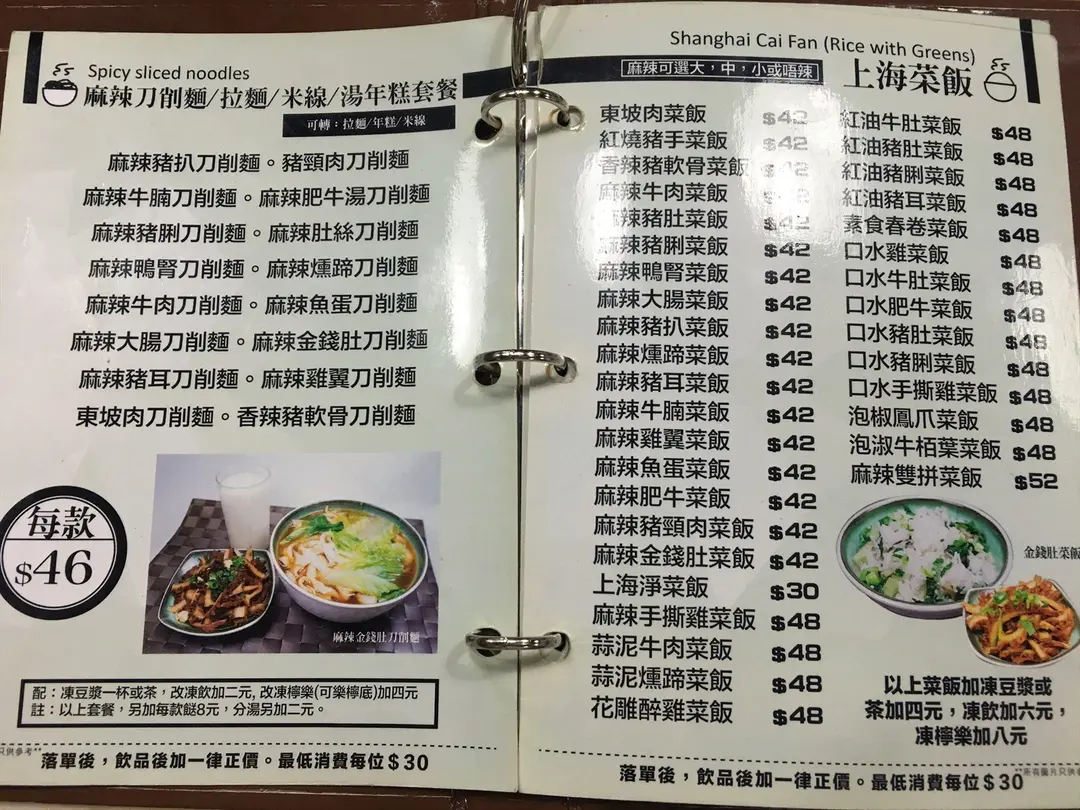 Spicy sliced noodles
麻辣刀削麵/拉麵/米線/湯年糕套餐
可轉：拉麵/年糕/米線
麻辣豬扒刀削麵。豬頸肉刀削麵
麻辣牛腩刀削麵。麻辣肥牛湯刀削麵
麻辣豬脷刀削麵。麻辣肚絲刀削麵
麻辣鴨腎刀削麵。麻辣燻蹄刀削麵
麻辣牛肉刀削麵。麻辣魚蛋刀削麵
麻辣大腸刀削麵。麻辣金錢肚刀削麵
麻辣豬耳刀削麵。麻辣雞翼刀削麵
東坡肉刀削麵。香辣豬軟骨刀削麵
每款
$46
麻辣金錢肚刀削麵
配：凍豆漿一杯或茶，改凍飲加二元, 改凍檸樂(可樂檸底)加四元
註：以上套餐，另加每款餸8元，分湯另加二元。
只供參考**
落單後，飲品後加一律正價。最低消費每位$30
Shanghai Cai Fan (Rice with Greens)
麻辣可選大，中，小或唔辣
上海菜飯
東坡肉菜飯 $42
紅燒豬手菜飯 $42
香辣豬軟骨菜飯 $42
麻辣牛肉菜飯 $42
麻辣豬肚菜飯 $42
麻辣豬脷菜飯 $42
麻辣鴨腎菜飯 $42
麻辣大腸菜飯 $42
麻辣豬扒菜飯 $42
麻辣燻蹄菜飯 $42
麻辣豬耳菜飯 $42
麻辣牛腩菜飯 $42
麻辣雞翼菜飯 $42
麻辣魚蛋菜飯 $42
麻辣肥牛菜飯 $42
麻辣豬頸肉菜飯 $42
麻辣金錢肚菜飯 $42
上海淨菜飯 $30
麻辣手撕雞菜飯 $48
蒜泥牛肉菜飯 $48
蒜泥燻蹄菜飯 $48
花雕醉雞菜飯 $48
紅油牛肚菜飯 $48
紅油豬肚菜飯 $48
紅油豬脷菜飯 $48
紅油豬耳菜飯 $48
素食春卷菜飯 $48
口水雞菜飯 $48
口水牛肚菜飯 $48
口水肥牛菜飯 $48
口水豬肚菜飯 $48
口水豬脷菜飯 $48
口水手撕雞菜飯 $48
泡椒鳳爪菜飯 $48
泡淑牛栢葉菜飯 $48
麻辣雙拼菜飯 $52
金錢肚菜飯
以上菜飯加凍豆漿或
茶加四元，凍飲加六元，
凍檸樂加八元
**所有圖片只供參
落單後，飲品後加一律正價。最低消費每位$30